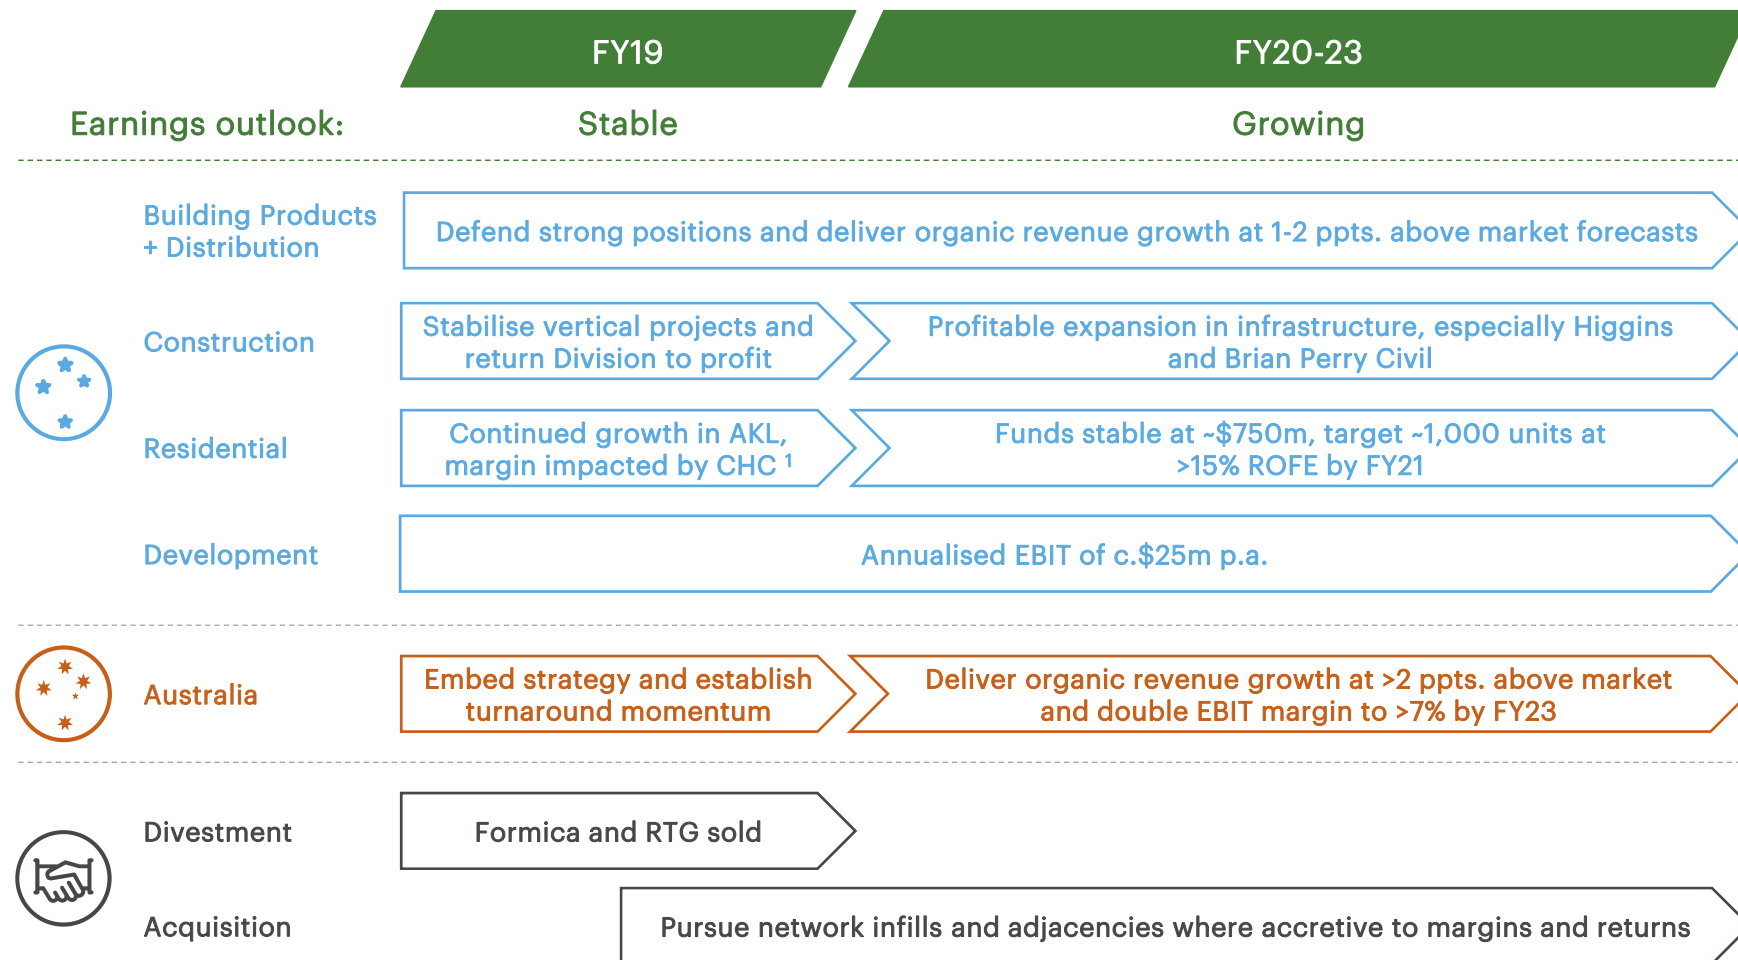 FY19
FY20-23
Earnings outlook:
Stable
Growing
Building Products
+ Distribution
Defend strong positions and deliver organic revenue growth at 1-2 ppts. above market forecasts
Construction
Stabilise vertical projects and
return Division to profit
Profitable expansion in infrastructure, especially Higgins
and Brian Perry Civil
Residential
Continued growth in AKL,
margin impacted by CHC ¹
Funds stable at ~$750m, target ~1,000 units at
>15% ROFE by FY21
Development
Annualised EBIT of c.$25m p.a.
Australia
Embed strategy and establish
turnaround momentum
Deliver organic revenue growth at >2 ppts. above market
and double EBIT margin to >7% by FY23
Divestment
Formica and RTG sold
Acquisition
Pursue network infills and adjacencies where accretive to margins and returns